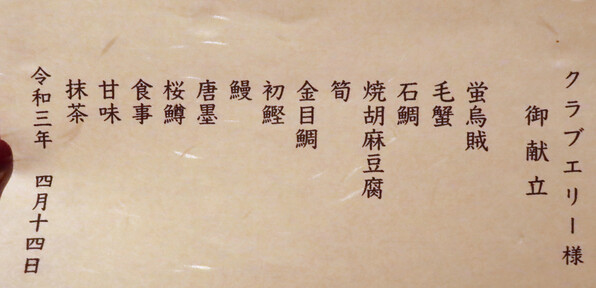 クラブエリー様
御献立
蛍烏賊
毛蟹
石鯛
焼胡麻豆腐
筍
金目鯛
初鰹
鰻
唐墨
桜鱒
食事
甘味
抹茶
令和三年 四月十四日